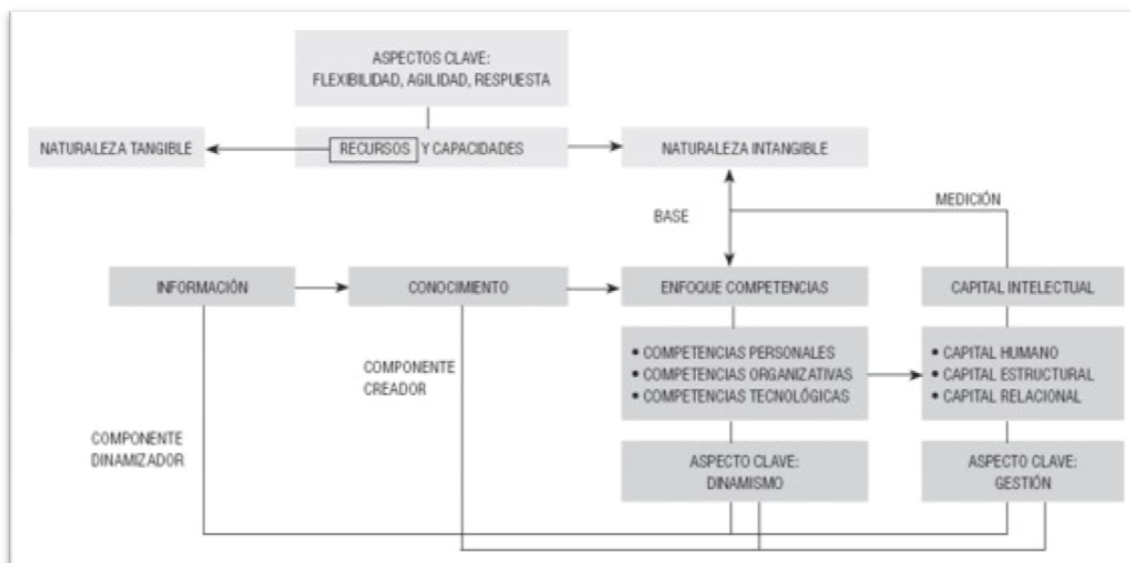 ASPECTOS CLAVE:
FLEXIBILIDAD, AGILIDAD, RESPUESTA
NATURALEZA TANGIBLE
RECURSOS Y CAPACIDADES
NATURALEZA INTANGIBLE
MEDICIÓN
BASE
INFORMACIÓN
CONOCIMIENTO
ENFOQUE COMPETENCIAS
CAPITAL INTELECTUAL
• COMPETENCIAS PERSONALES
• COMPETENCIAS ORGANIZATIVAS
• COMPETENCIAS TECNOLÓGICAS
• CAPITAL HUMANO
• CAPITAL ESTRUCTURAL
• CAPITAL RELACIONAL
COMPONENTE
CREADOR
COMPONENTE
DINAMIZADOR
ASPECTO CLAVE:
DINAMISMO
ASPECTO CLAVE:
GESTIÓN